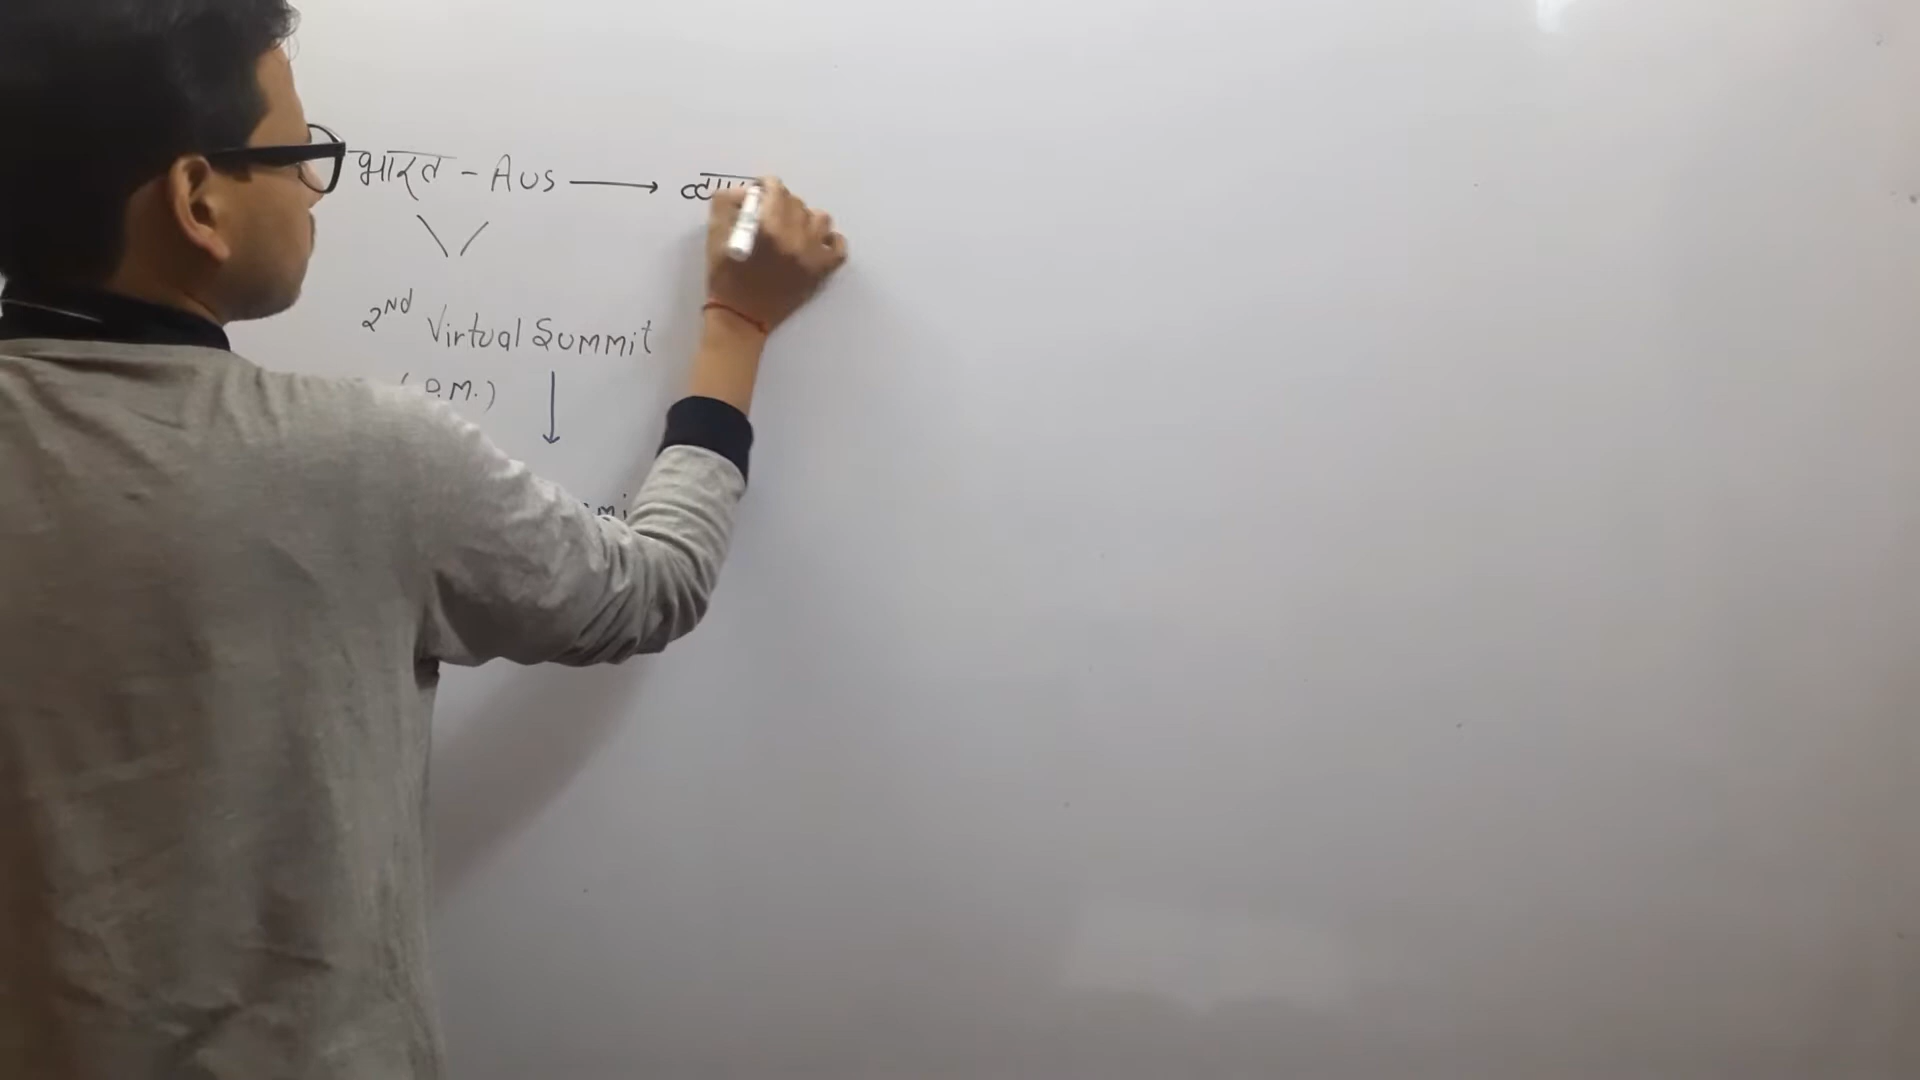 भारत - Aus →
2ND Virtual Summit
(P.M.)